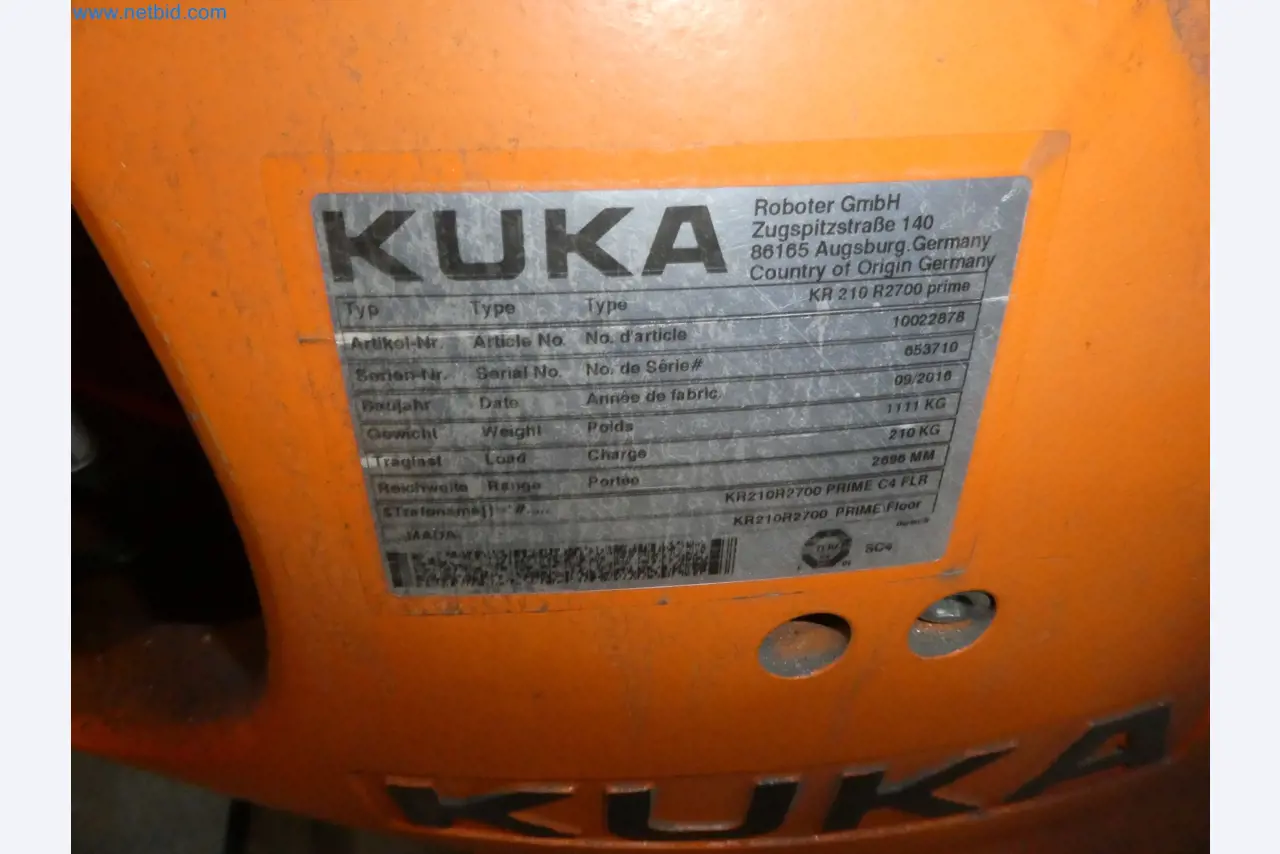 www.netbid.com
KUKA
Roboter GmbH
Zugspitzstraße 140
86165 Augsburg.Germany
Country of Origin Germany
Typ Type Type KR 210 R2700 prime
Artikel-Nr. Article No. No. d'article 10022878
Serien-Nr. Serial No. No. de Série# 653710
Baujahr Date Année de fabric. 09/2016
Gewicht Weight Poids 1111 KG
Traglast Load Charge 210 KG
Reichweite Range Portée 2696 MM
$Trafoname[]="#..... KR210R2700 PRIME C4 FLR
...\MADA\ KR210R2700 PRIME\Floor
SC4
KUKA